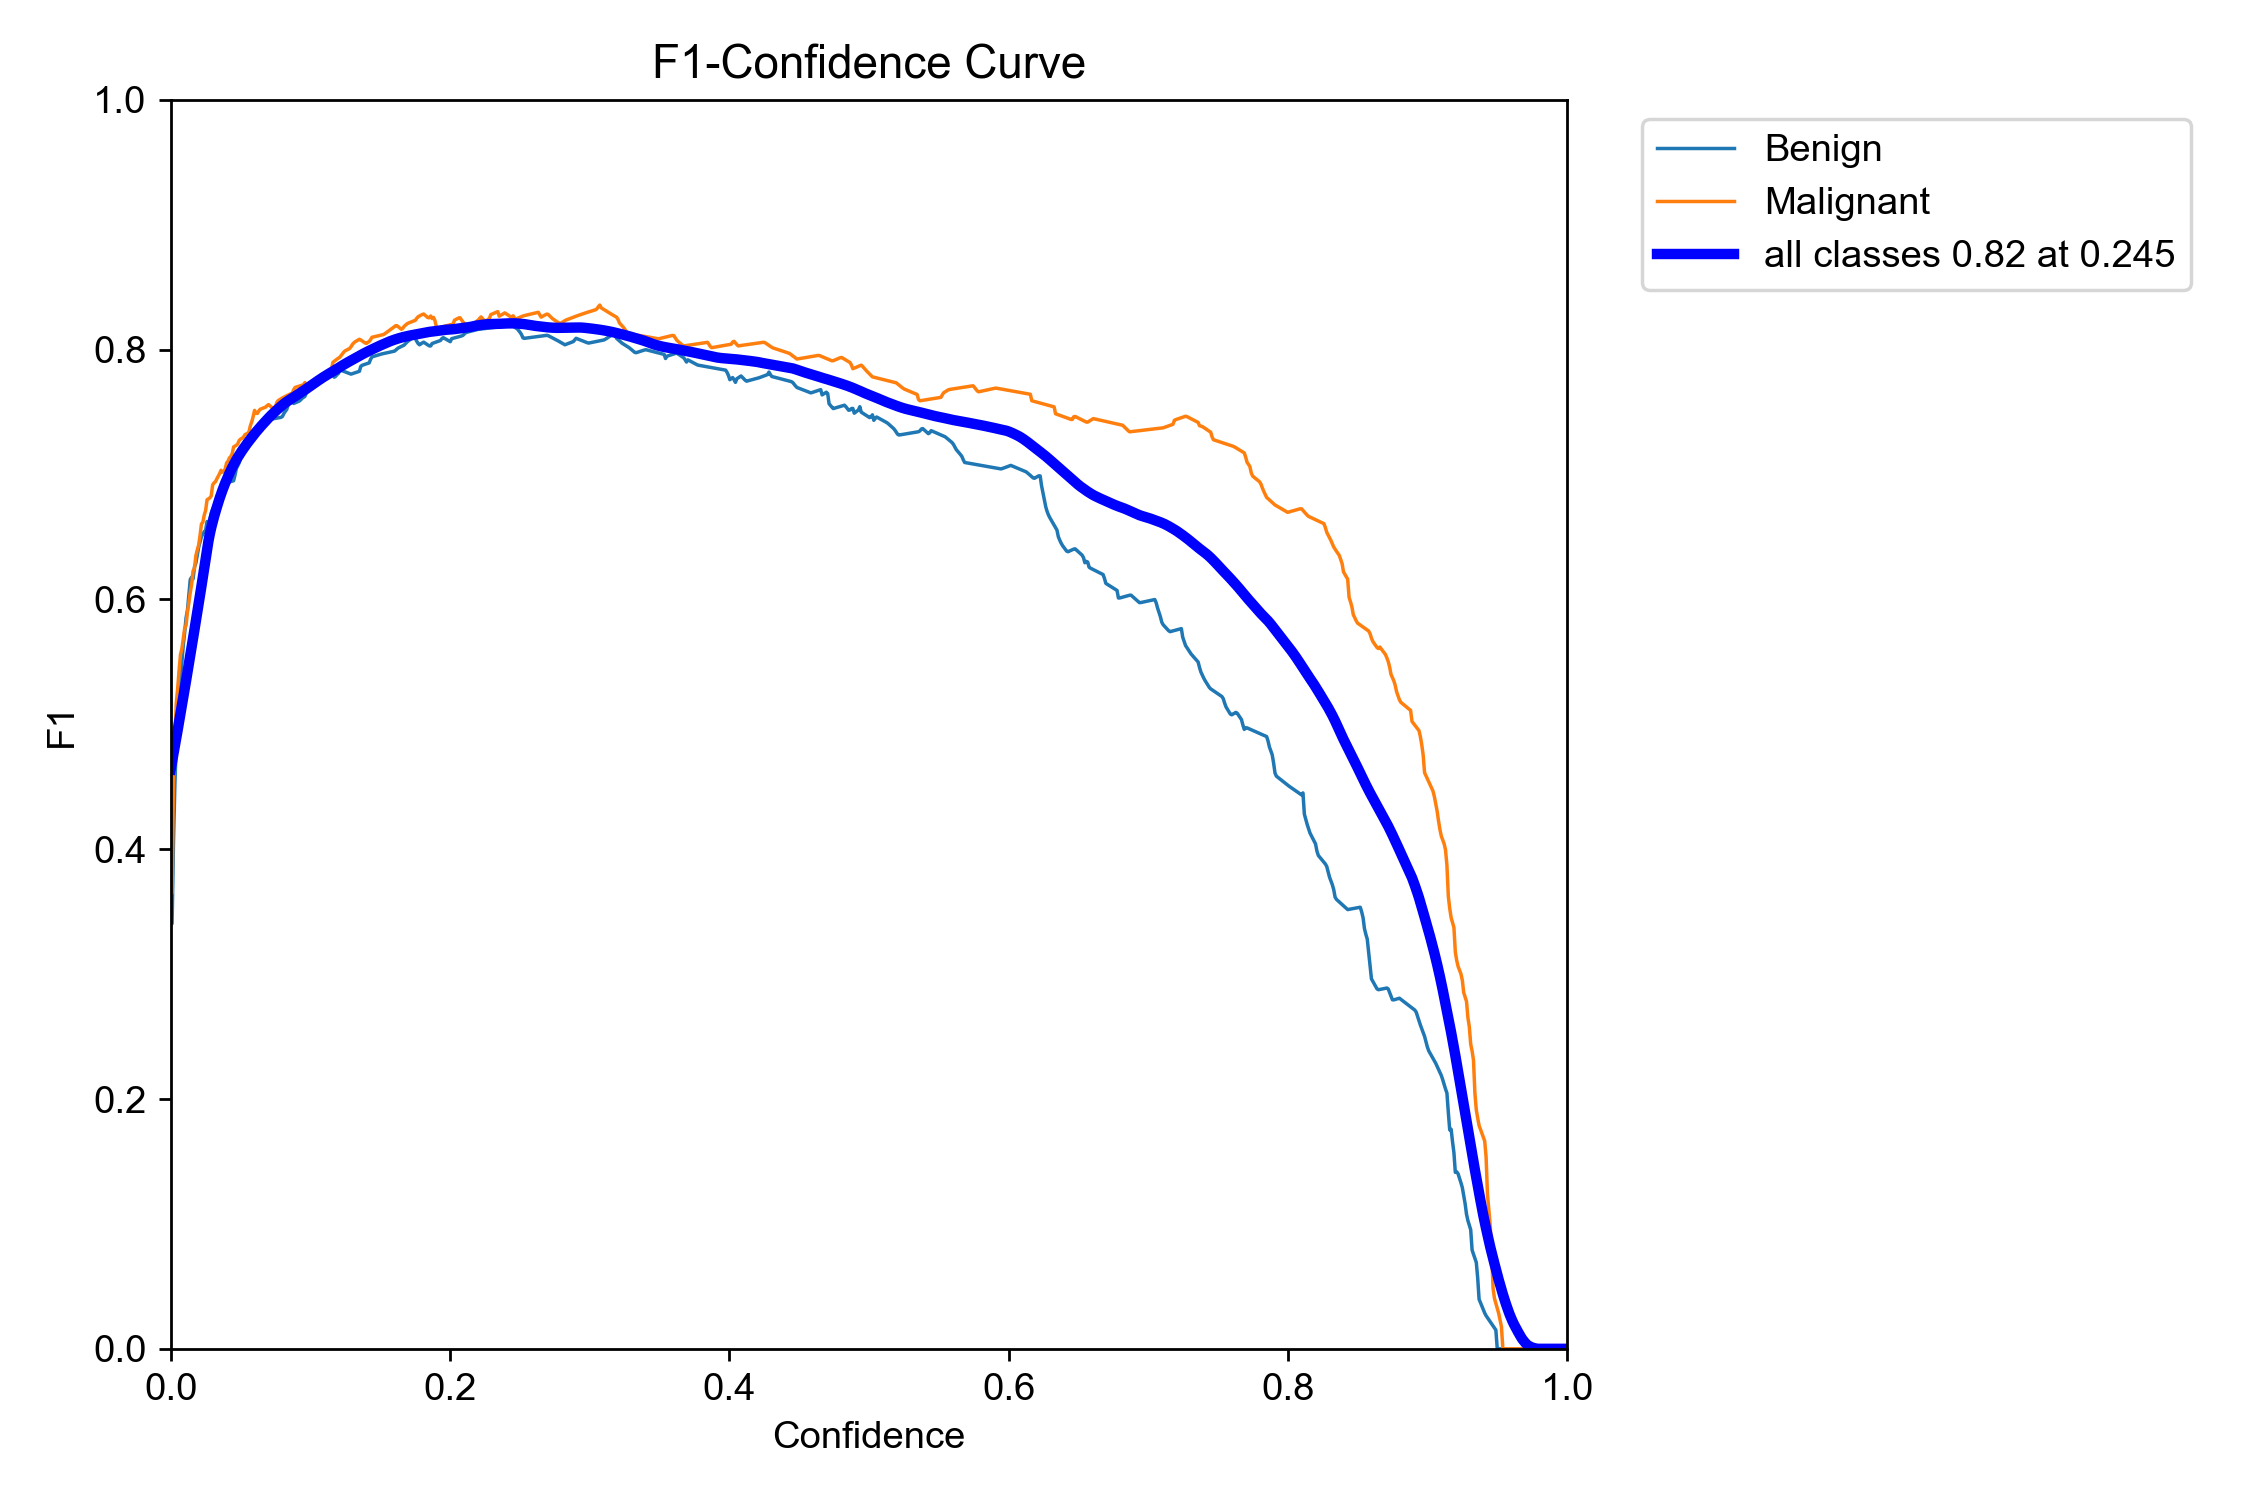 F1-Confidence Curve
1.0
0.8
0.6
0.4
0.2
0.0
F1
0.0 0.2 0.4 0.6 0.8 1.0
Confidence
Benign
Malignant
all classes 0.82 at 0.245